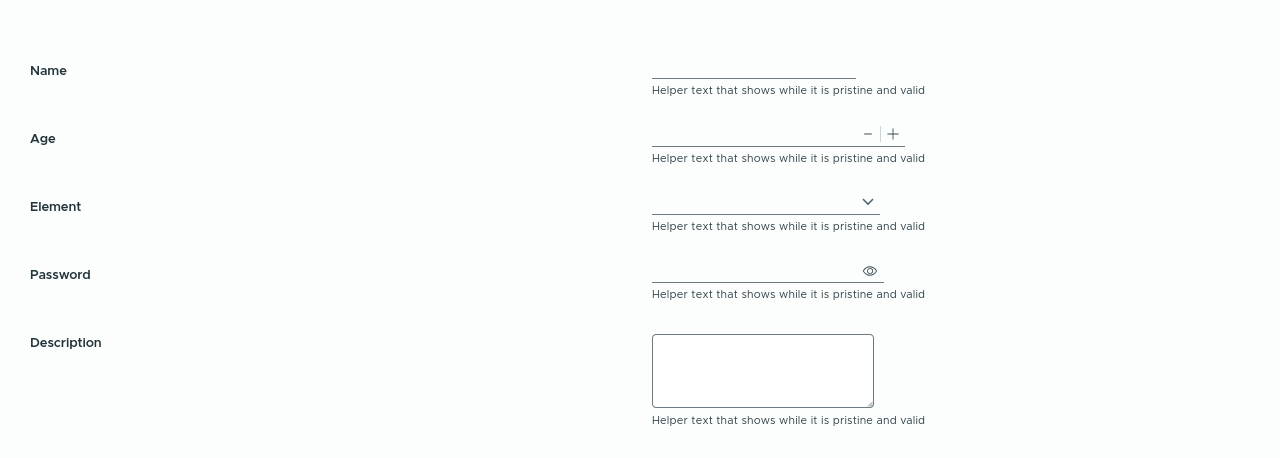 Name
Helper text that shows while it is pristine and valid
Age
Helper text that shows while it is pristine and valid
Element
Helper text that shows while it is pristine and valid
Password
Helper text that shows while it is pristine and valid
Description
Helper text that shows while it is pristine and valid